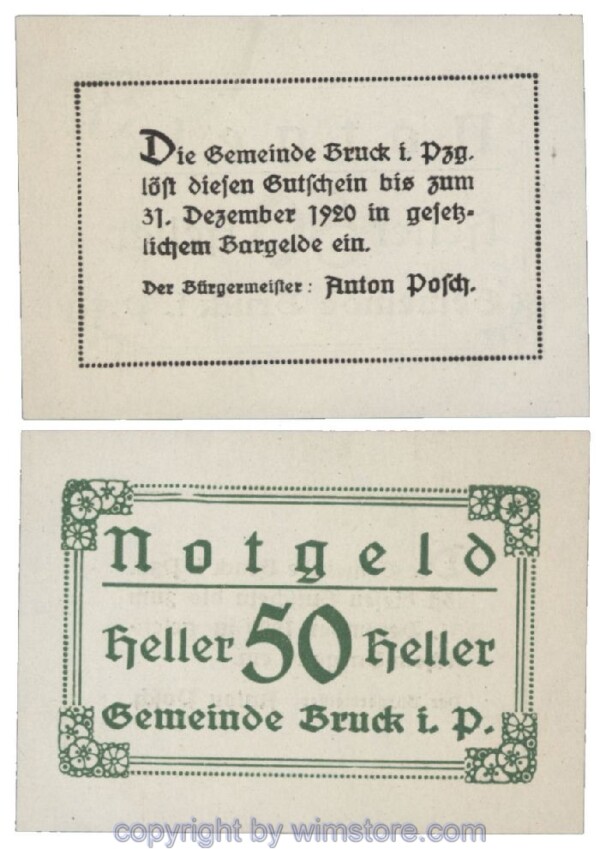 Die Gemeinde Bruck i. Pzg.
löst diesen Gutschein bis zum
31. Dezember 1920 in gesetz-
lichem Bargelde ein.
Der Bürgermeister: Anton Posch.
Notgeld
Heller 50 Heller
Gemeinde Bruck i. P.
copyright by wimstore.com